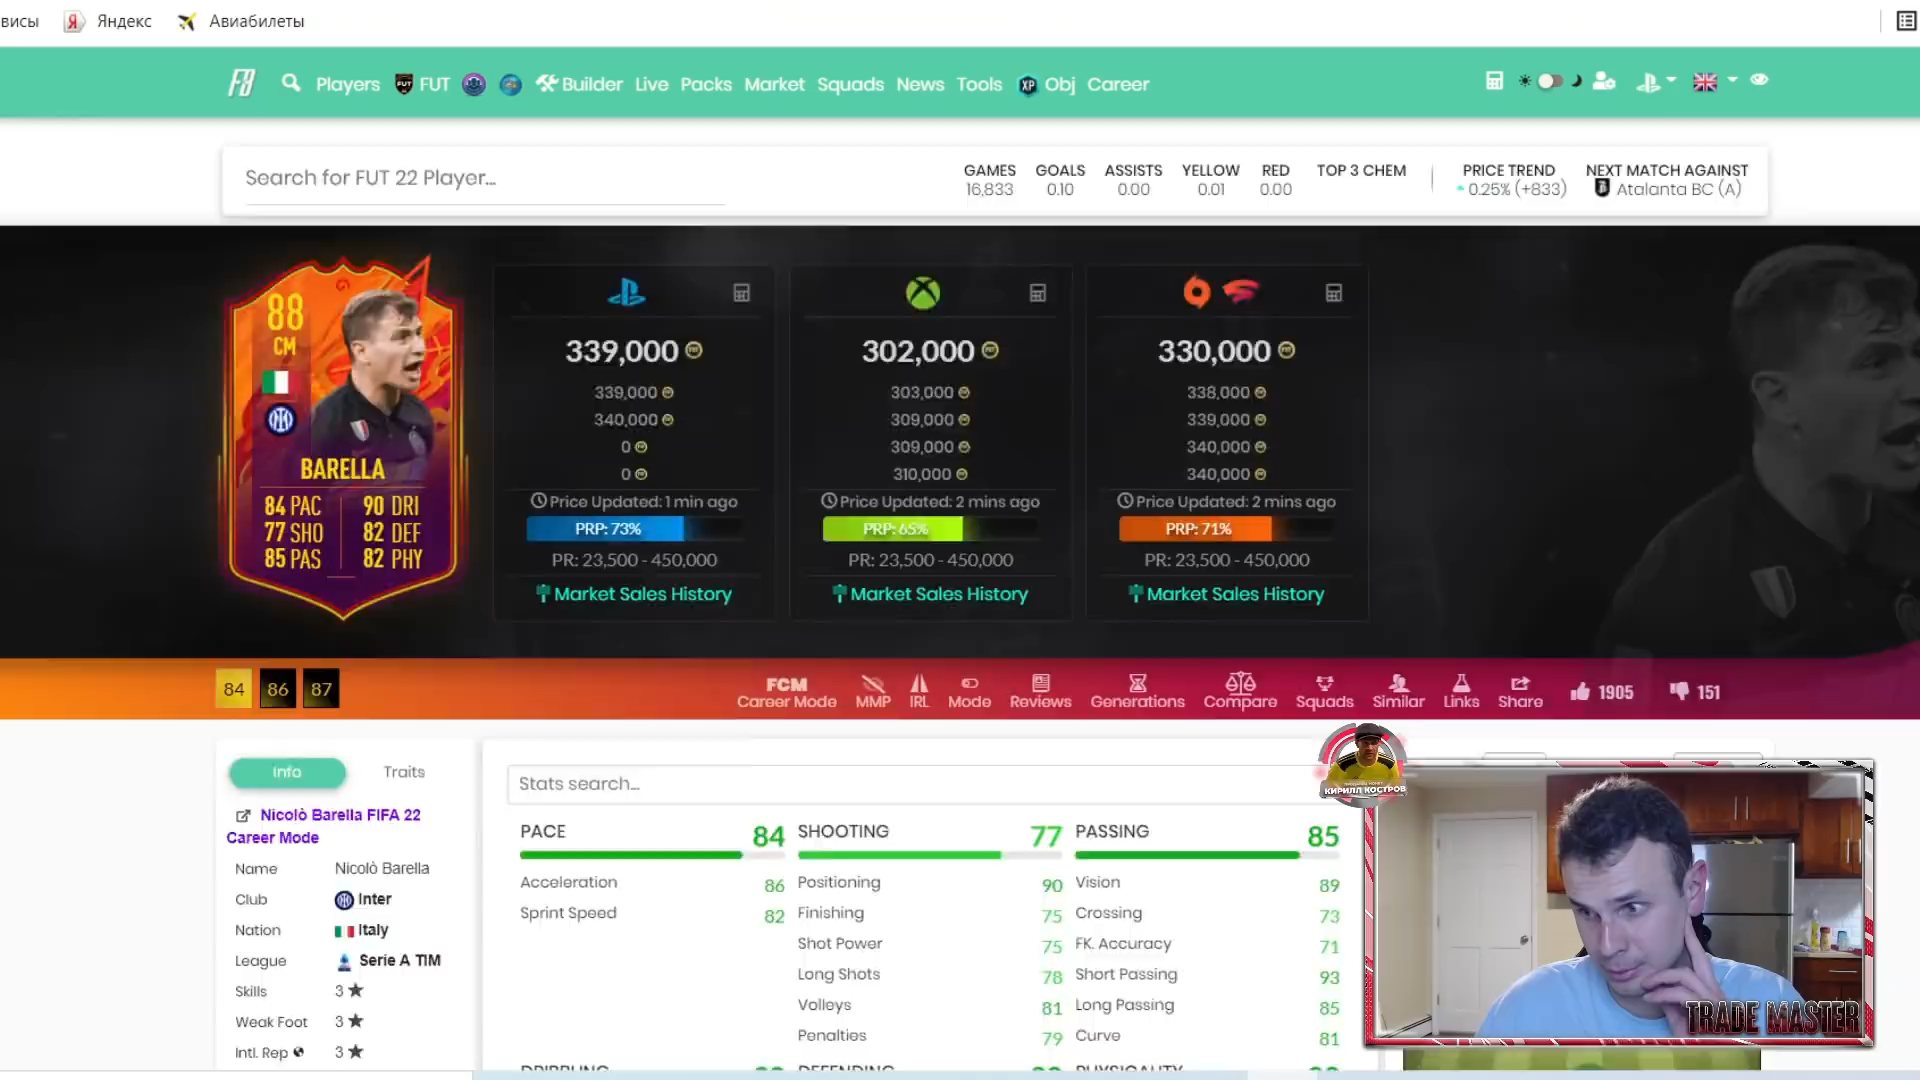 висы
Яндекс
Авиабилеты
Players
FUT
Builder
Live
Packs
Market
Squads
News
Tools
XP Obj
Career
Search for FUT 22 Player...
GAMES
16,833
GOALS
0.10
ASSISTS
0.00
YELLOW
0.01
RED
0.00
TOP 3 CHEM
PRICE TREND
0.25% (+833)
NEXT MATCH AGAINST
Atalanta BC (A)
88
CM
BARELLA
84 PAC
77 SHO
85 PAS
90 DRI
82 DEF
82 PHY
339,000
339,000
340,000
0
0
Price Updated: 1 min ago
PRP: 73%
PR: 23,500 - 450,000
Market Sales History
302,000
303,000
309,000
309,000
310,000
Price Updated: 2 mins ago
PRP: 65%
PR: 23,500 - 450,000
Market Sales History
330,000
338,000
339,000
340,000
340,000
Price Updated: 2 mins ago
PRP: 71%
PR: 23,500 - 450,000
Market Sales History
84
86
87
FCM
Career Mode
MMP
IRL
Mode
Reviews
Generations
Compare
Squads
Similar
Links
Share
1905
151
Info
Traits
Nicolò Barella FIFA 22
Career Mode
Name Nicolò Barella
Club Inter
Nation Italy
League Serie A TIM
Skills 3
Weak Foot 3
Intl. Rep 3
Stats search...
PACE 84
Acceleration 86
Sprint Speed 82
SHOOTING 77
Positioning 90
Finishing 75
Shot Power 75
Long Shots 78
Volleys 81
Penalties 79
PASSING 85
Vision 89
Crossing 73
FK. Accuracy 71
Short Passing 93
Long Passing 85
Curve 81
DRIBBLING
DEFENDING
PHYSICALITY
КИРИЛЛ КОСТРОВ
TRADE MASTER